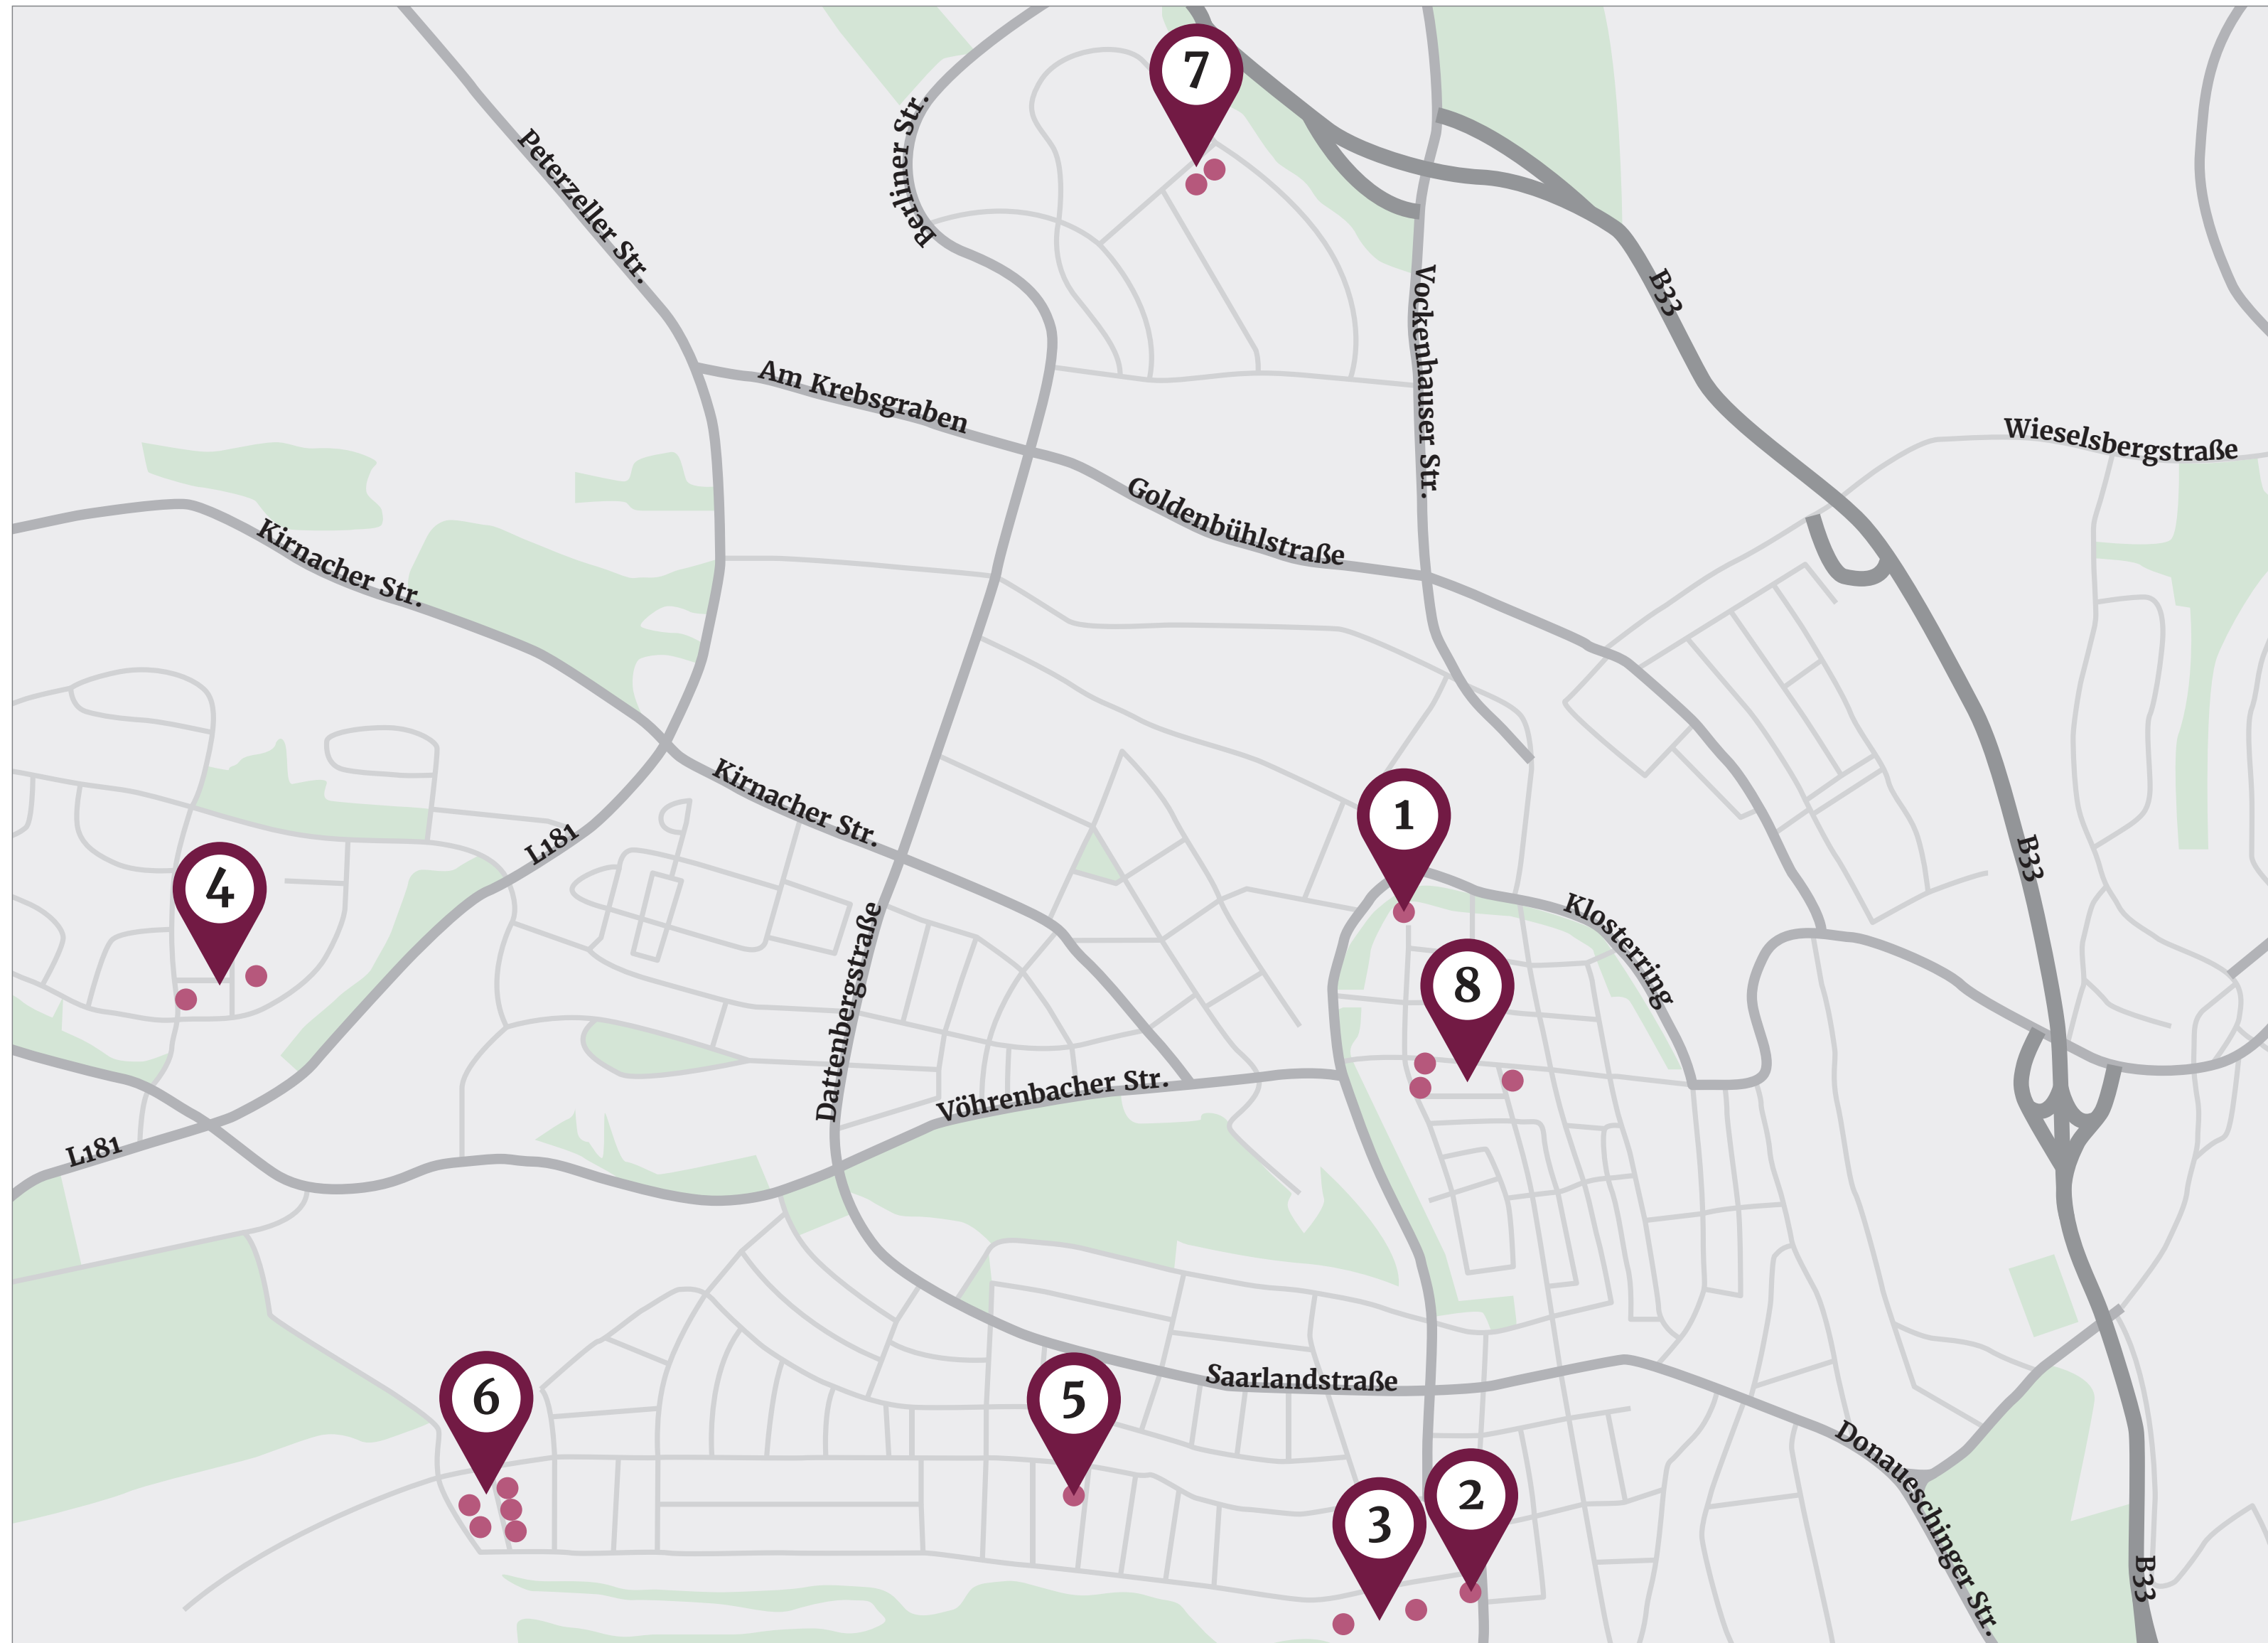 7
Berliner Str.
Peterzeller Str.
B33
Vockenhauser Str.
Am Krebsgraben
Wieselsbergstraße
Goldenbühlstraße
Kirnacher Str.
Kirnacher Str.
1
L181
B33
4
Klosterring
8
Dattenbergstraße
Vöhrenbacher Str.
L181
Saarlandstraße
6
5
Donaueschinger Str.
2
3
B33